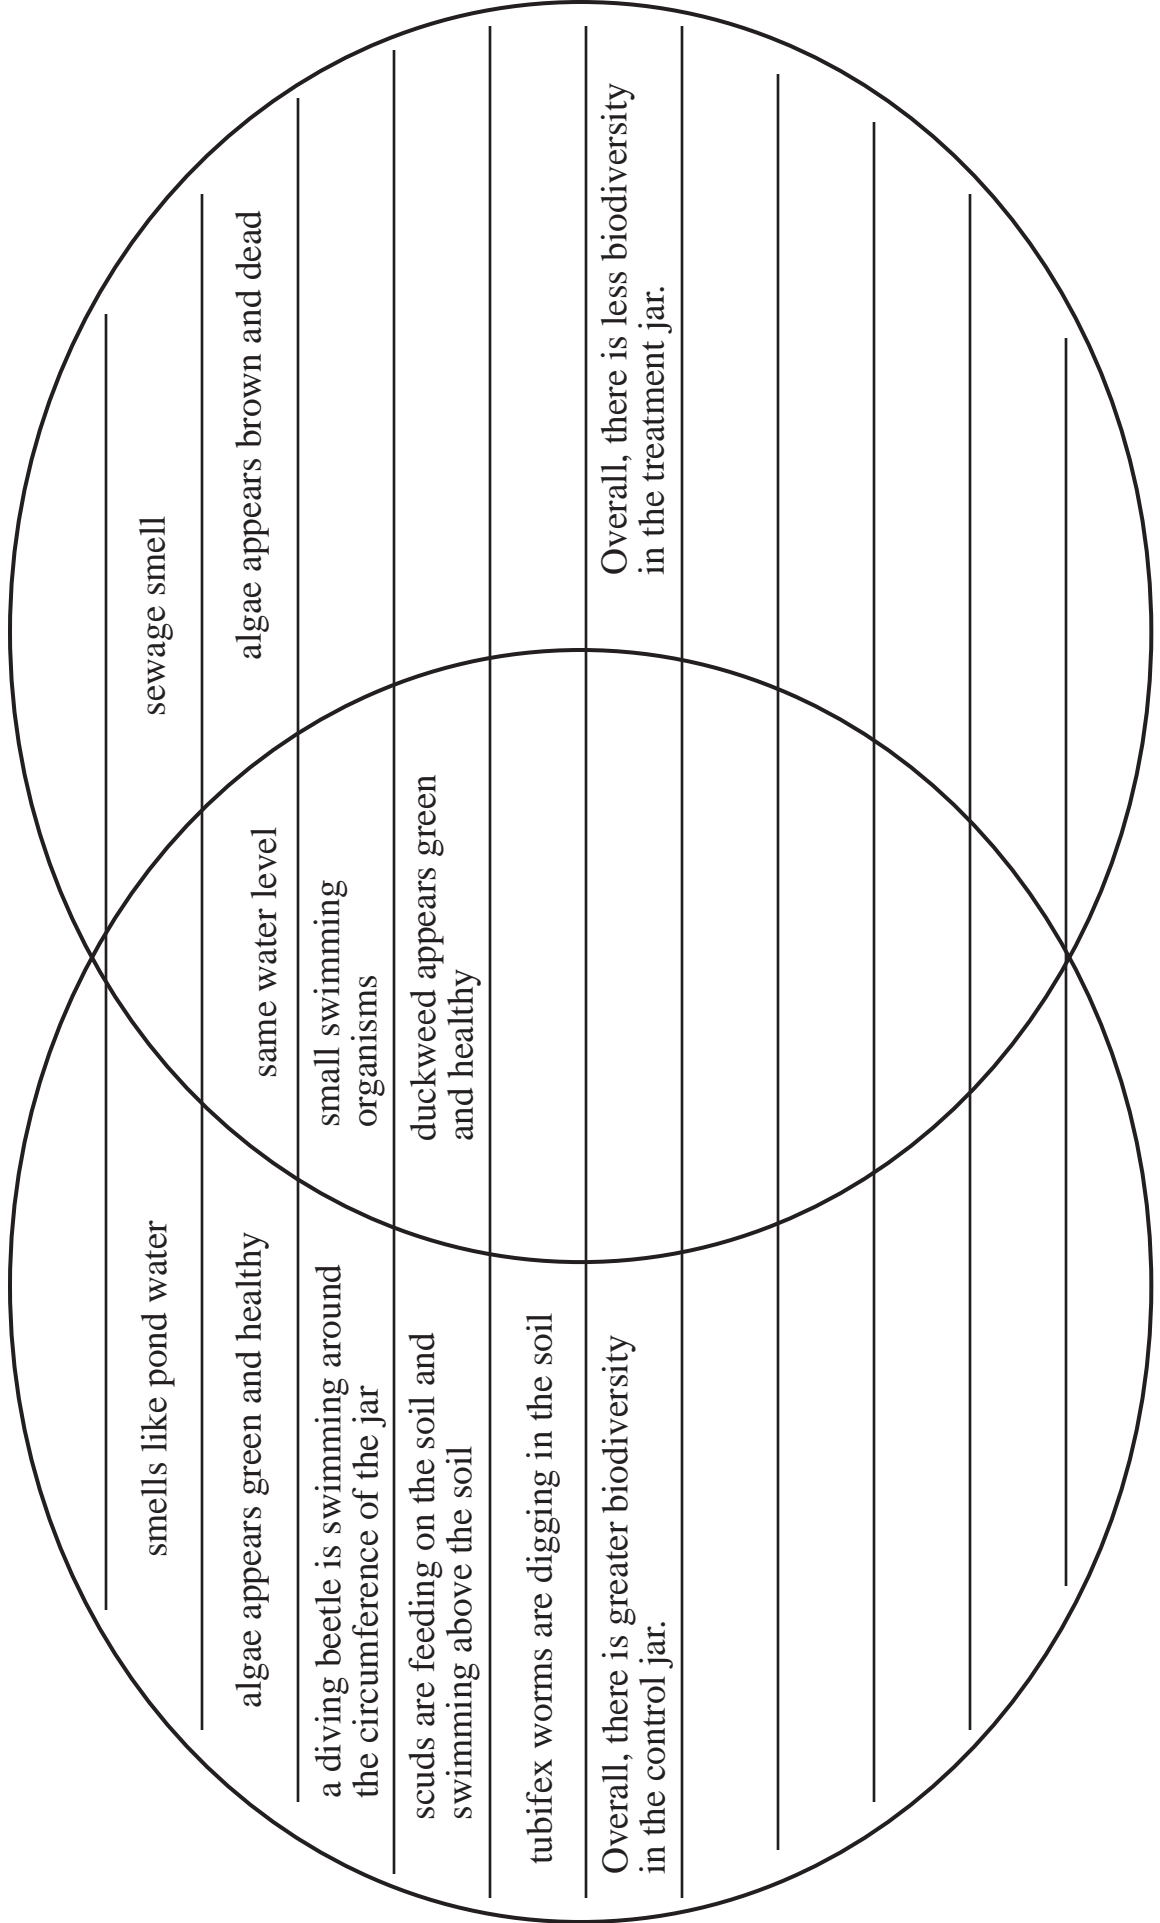 smells like pond water
algae appears green and healthy
a diving beetle is swimming around
the circumference of the jar
scuds are feeding on the soil and
swimming above the soil
tubifex worms are digging in the soil
Overall, there is greater biodiversity
in the control jar.
same water level
small swimming
organisms
duckweed appears green
and healthy
sewage smell
algae appears brown and dead
Overall, there is less biodiversity
in the treatment jar.